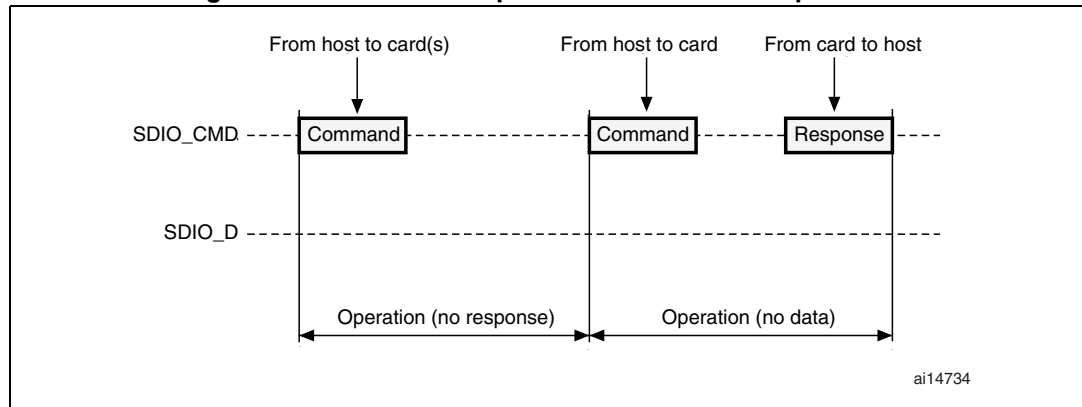 From host to card(s) From host to card From card to host
SDIO_CMD Command Command Response
SDIO_D
Operation (no response) Operation (no data)
ai14734